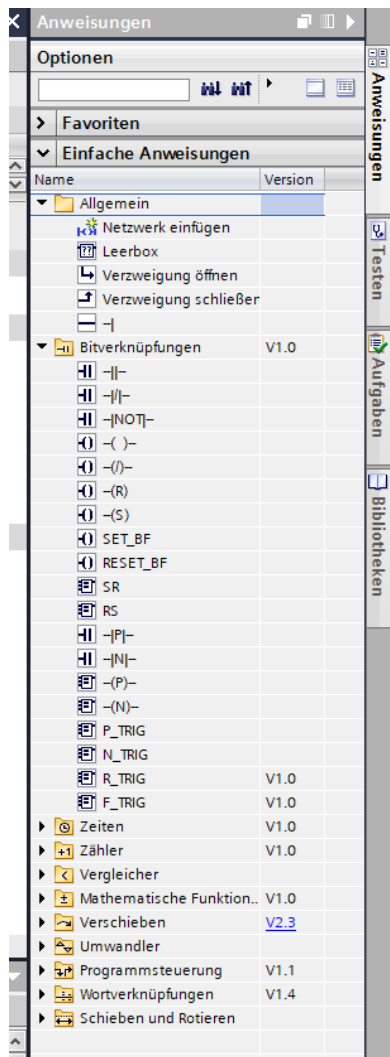 Anweisungen
Optionen
Favoriten
Einfache Anweisungen
Name Version
Allgemein
Netzwerk einfügen
Leerbox
Verzweigung öffnen
Verzweigung schließer
–|
Bitverknüpfungen V1.0
–||–
–|/|–
–|NOT|–
–( )–
–(/)–
–(R)
–(S)
SET_BF
RESET_BF
SR
RS
–|P|–
–|N|–
–(P)–
–(N)–
P_TRIG
N_TRIG
R_TRIG V1.0
F_TRIG V1.0
Zeiten V1.0
Zähler V1.0
Vergleicher
Mathematische Funktion.. V1.0
Verschieben V2.3
Umwandler
Programmsteuerung V1.1
Wortverknüpfungen V1.4
Schieben und Rotieren
Anweisungen
Testen
Aufgaben
Bibliotheken